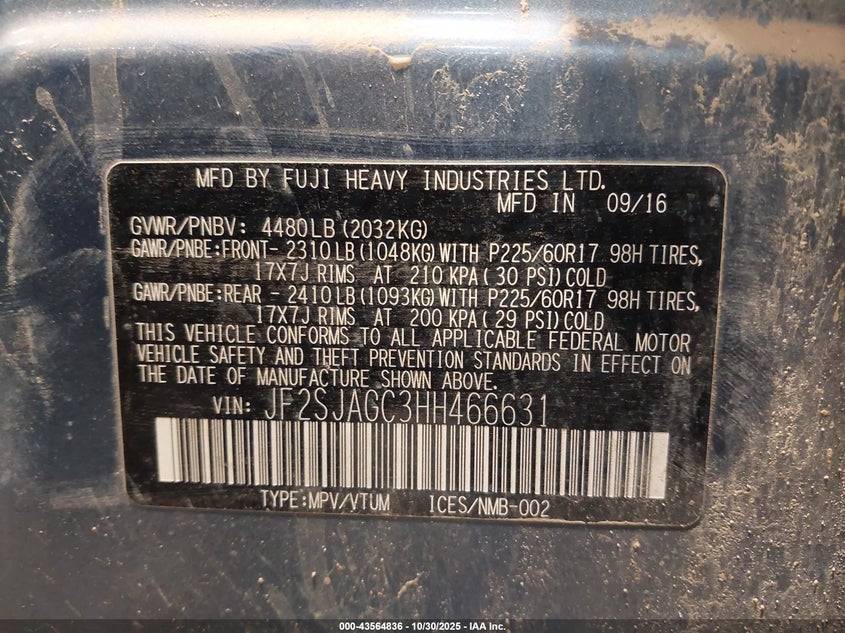 MFD BY FUJI HEAVY INDUSTRIES LTD.
MFD IN 09/16
GVWR/PNBV: 4480LB (2032KG)
GAWR/PNBE:FRONT- 2310LB (1048KG) WITH P225/60R17 98H TIRES,
17X7J RIMS AT 210 KPA ( 30 PSI) COLD
GAWR/PNBE:REAR - 2410LB (1093KG) WITH P225/60R17 98H TIRES,
17X7J RIMS AT 200 KPA ( 29 PSI) COLD
THIS VEHICLE CONFORMS TO ALL APPLICABLE FEDERAL MOTOR
VEHICLE SAFETY AND THEFT PREVENTION STANDARDS IN EFFECT ON
THE DATE OF MANUFACTURE SHOWN ABOVE.
VIN: JF2SJAGC3HH466631
TYPE:MPV/VTUM ICES/NMB-002
000-43564836 - 10/30/2025 - IAA Inc.